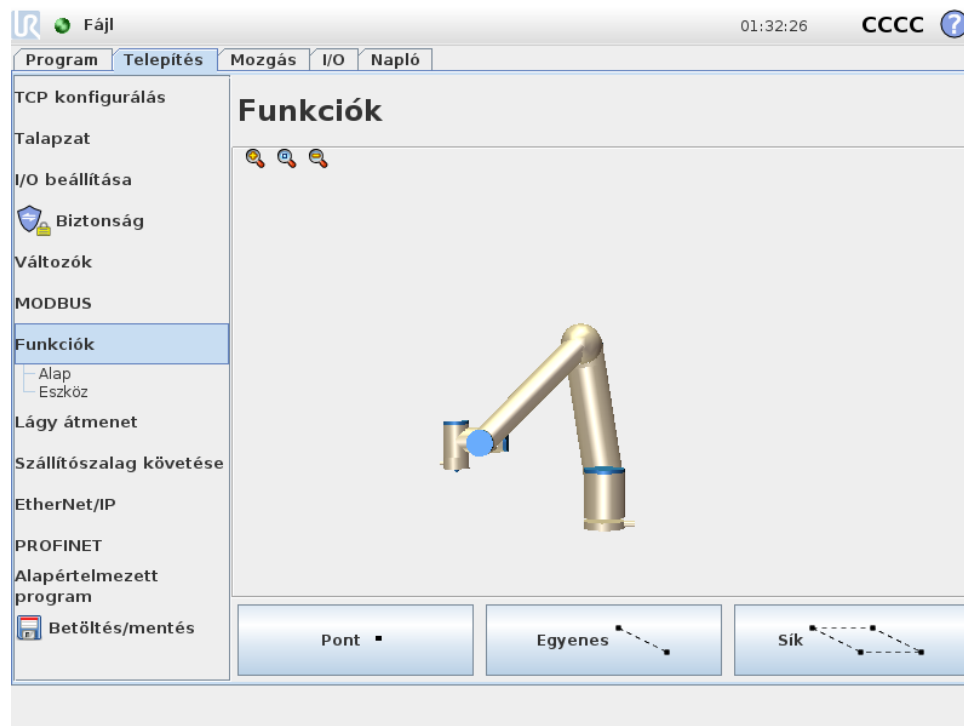 Fájl
01:32:26
CCCC
?
Program
Telepítés
Mozgás
I/O
Napló
TCP konfigurálás
Talapzat
I/O beállítása
Biztonság
Változók
MODBUS
Funkciók
Alap
Eszköz
Lágy átmenet
Szállítószalag követése
EtherNet/IP
PROFINET
Alapértelmezett
program
Betöltés/mentés
Funkciók
Pont
Egyenes
Sík